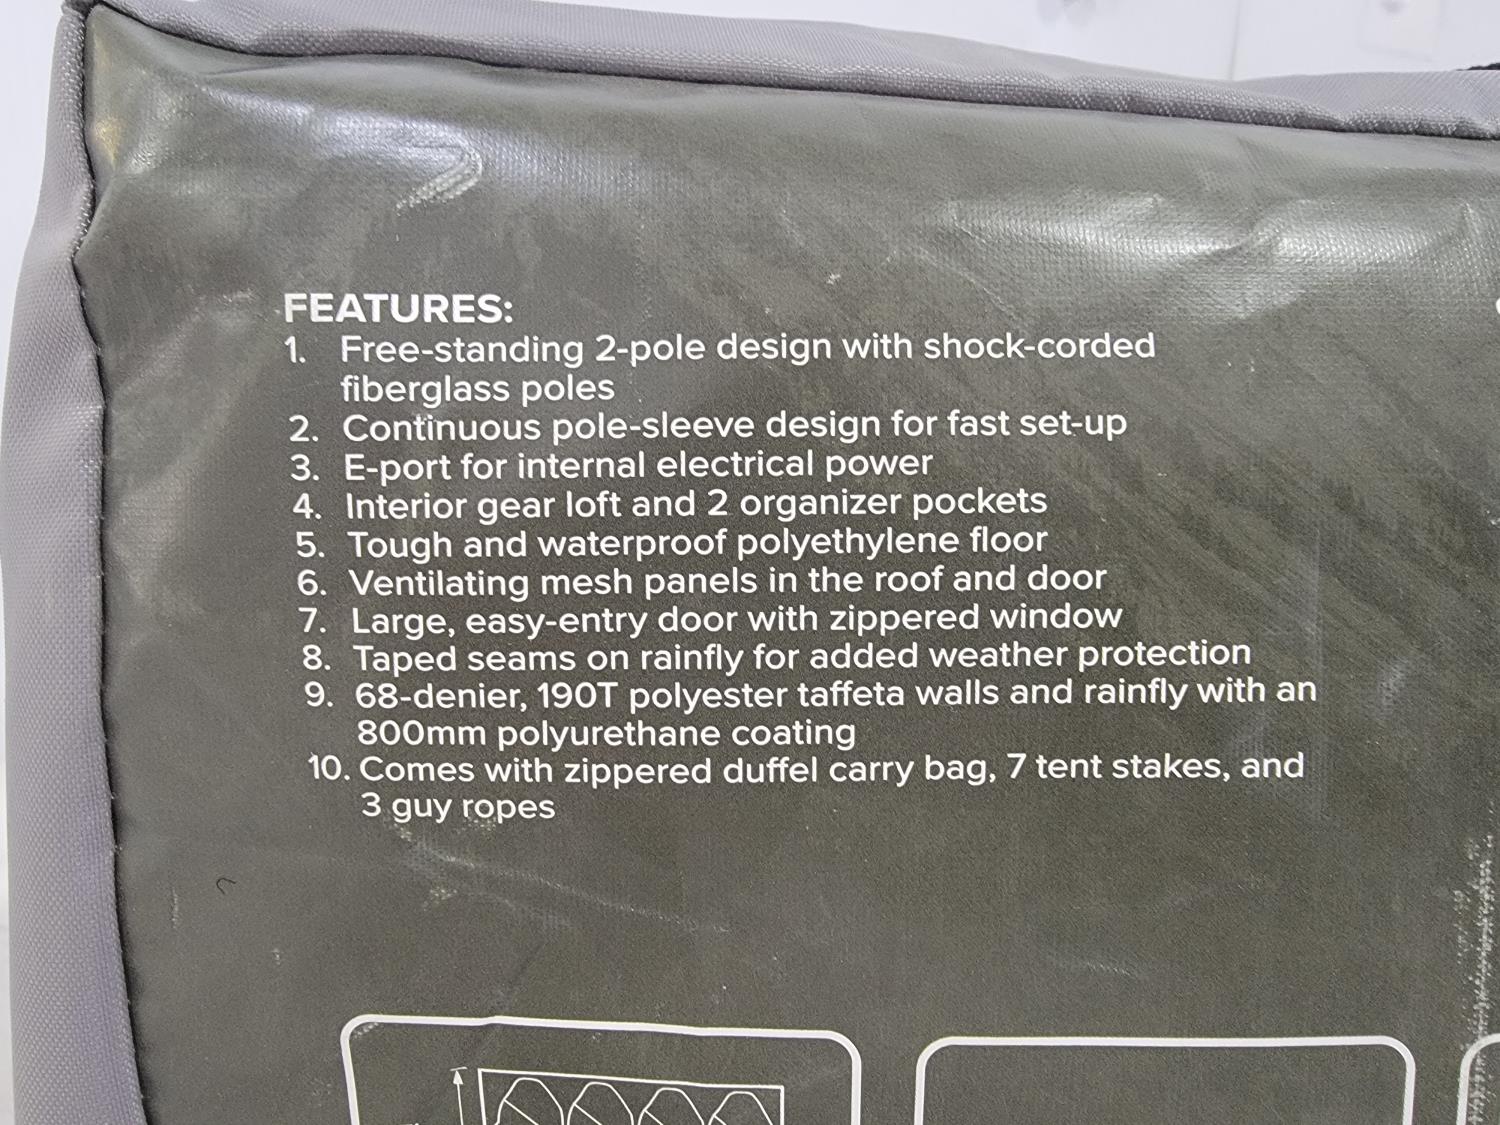 FEATURES:
1. Free-standing 2-pole design with shock-corded
fiberglass poles
2. Continuous pole-sleeve design for fast set-up
3. E-port for internal electrical power
4. Interior gear loft and 2 organizer pockets
5. Tough and waterproof polyethylene floor
6. Ventilating mesh panels in the roof and door
7. Large, easy-entry door with zippered window
8. Taped seams on rainfly for added weather protection
9. 68-denier, 190T polyester taffeta walls and rainfly with an
800mm polyurethane coating
10. Comes with zippered duffel carry bag, 7 tent stakes, and
3 guy ropes